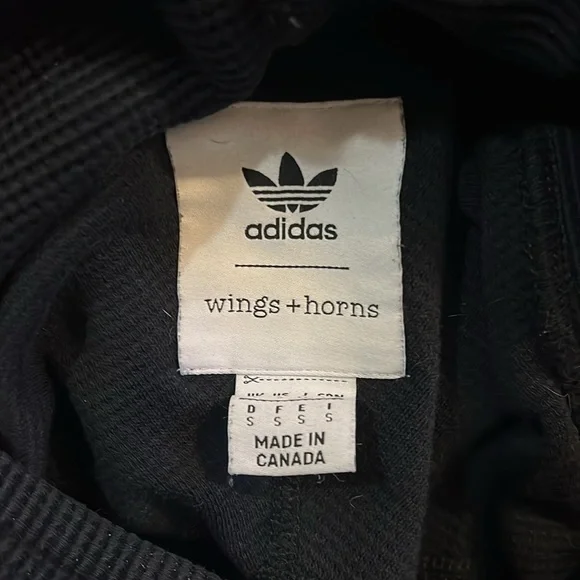 adidas
wings+horns
D F E I
S S S S
MADE IN
CANADA